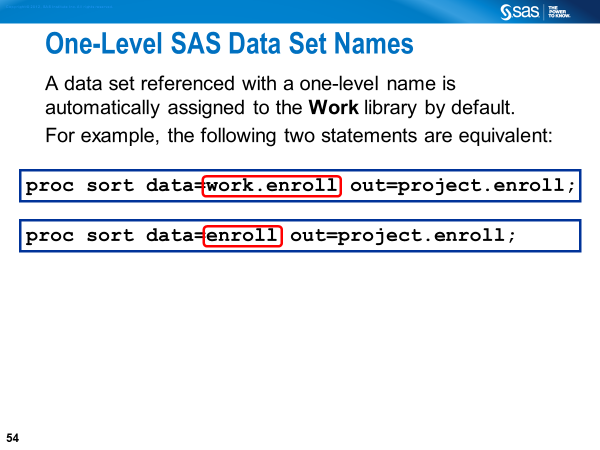 sas
THE
POWER
TO KNOW.
One-Level SAS Data Set Names
A data set referenced with a one-level name is
automatically assigned to the Work library by default.
For example, the following two statements are equivalent:
proc sort data=work.enroll out=project.enroll;
proc sort data=enroll out=project.enroll;
54